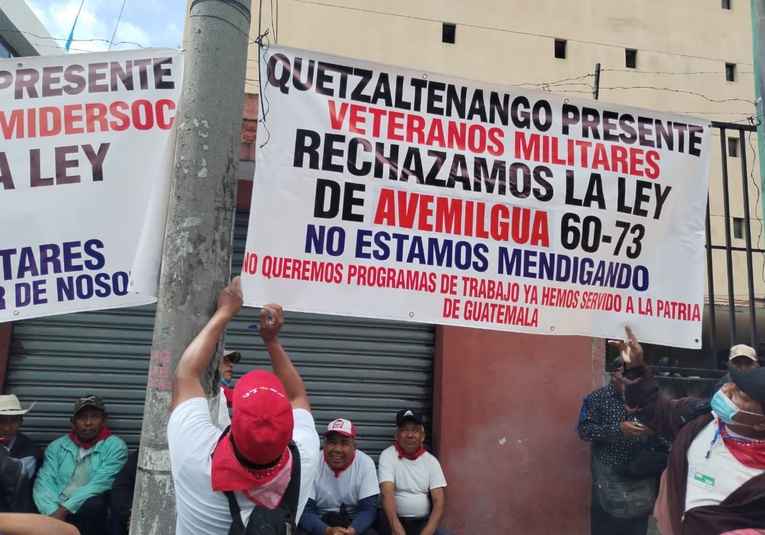 PRESENTE
MIDERSOC
A LEY
TARES
R DE NOSO
QUETZALTENANGO PRESENTE
VETERANOS MILITARES
RECHAZAMOS LA LEY
DE AVEMILGUA 60-73
NO ESTAMOS MENDIGANDO
NO QUEREMOS PROGRAMAS DE TRABAJO YA HEMOS SERVIDO A LA PATRIA
DE GUATEMALA